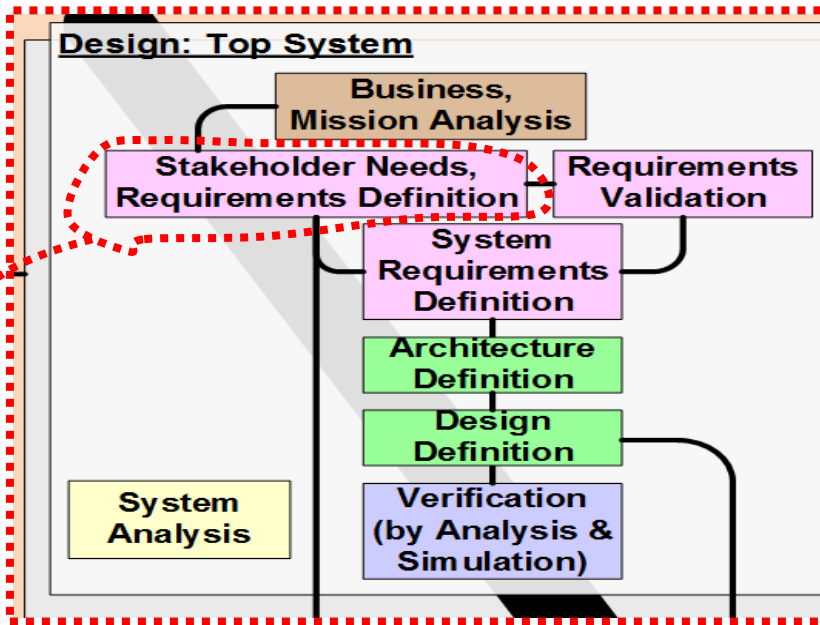 Design: Top System
Business,
Mission Analysis
Stakeholder Needs,
Requirements Definition
Requirements
Validation
System
Requirements
Definition
Architecture
Definition
Design
Definition
System
Analysis
Verification
(by Analysis &
Simulation)